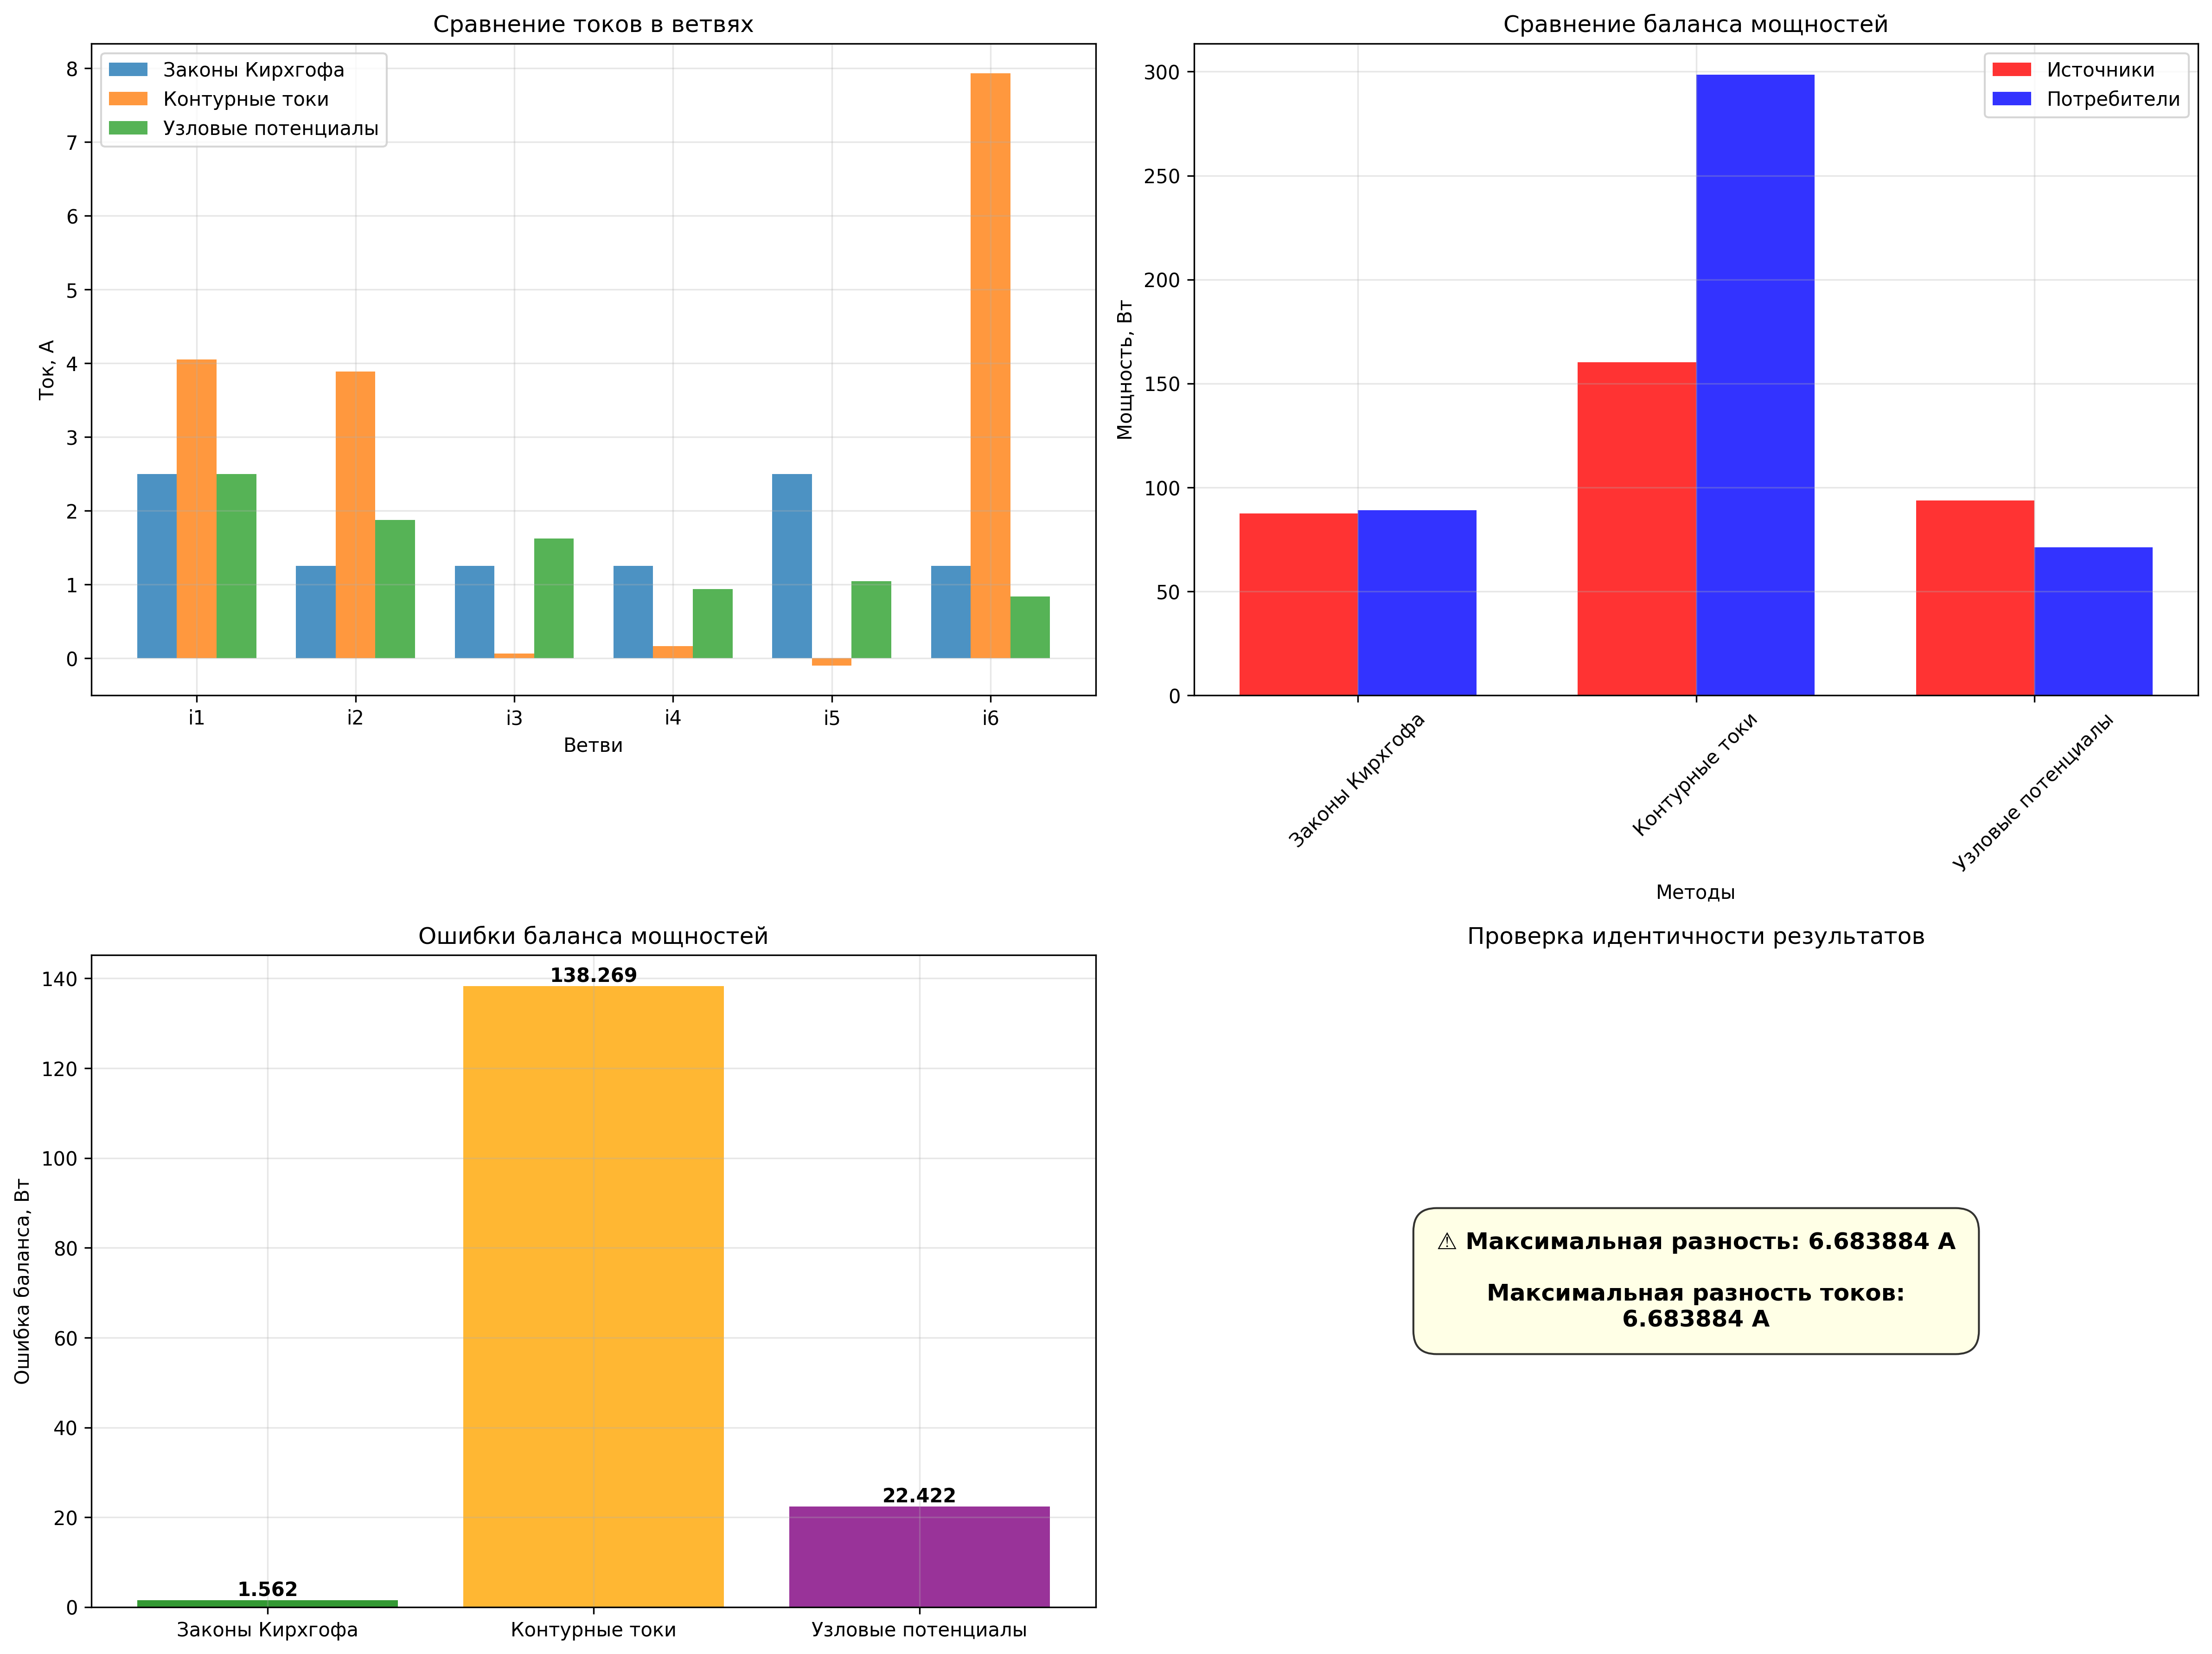 Сравнение токов в ветвях
Законы Кирхгофа
Контурные токи
Узловые потенциалы
8
7
6
5
4
3
2
1
0
Ток, А
i1 i2 i3 i4 i5 i6
Ветви
Сравнение баланса мощностей
Источники
Потребители
300
250
200
150
100
50
0
Мощность, Вт
Законы Кирхгофа
Контурные токи
Узловые потенциалы
Методы
Ошибки баланса мощностей
140
120
100
80
60
40
20
0
Ошибка баланса, Вт
1.562
138.269
22.422
Законы Кирхгофа Контурные токи Узловые потенциалы
Проверка идентичности результатов
⚠ Максимальная разность: 6.683884 А
Максимальная разность токов:
6.683884 А